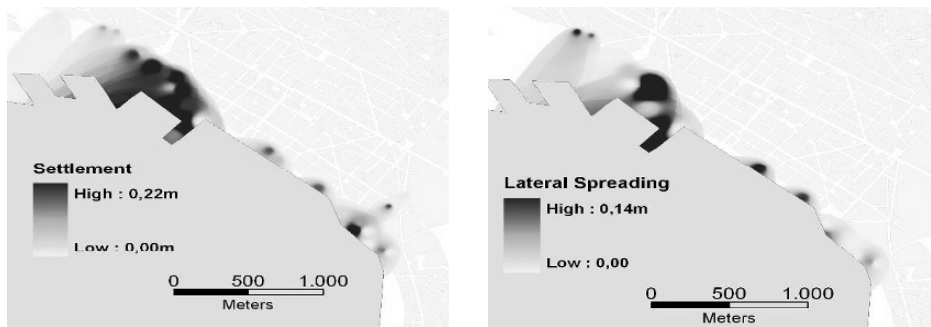 Settlement
High : 0,22m
Low : 0,00m
0 500 1.000
Meters
Lateral Spreading
High : 0,14m
Low : 0,00
0 500 1.000
Meters